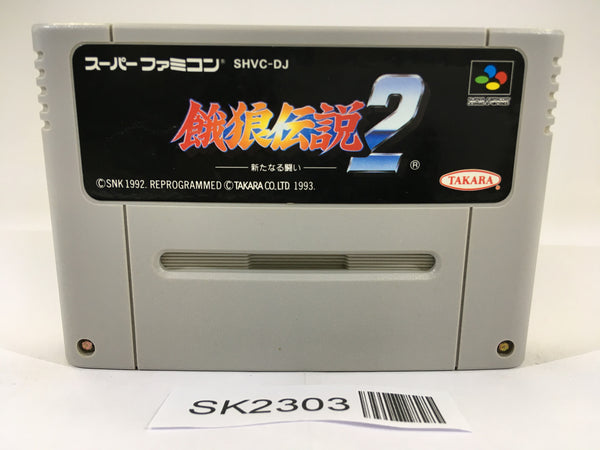 スーパーファミコン® SHVC-DJ
餓狼伝説2®
新たなる闘い
©SNK 1992. REPROGRAMMED ©TAKARA CO.,LTD. 1993.
TAKARA®
SK2303